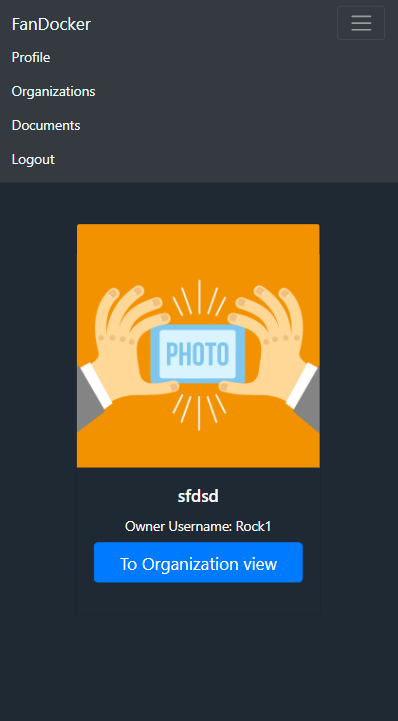 FanDocker
Profile
Organizations
Documents
Logout
PHOTO
sfdsd
Owner Username: Rock1
To Organization view